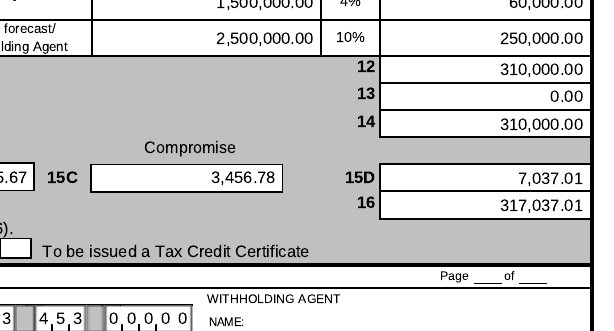 1,500,000.00 4% 60,000.00
forecast/
lding Agent 2,500,000.00 10% 250,000.00
12 310,000.00
13 0.00
14 310,000.00
Compromise
5.67 15C 3,456.78 15D 7,037.01
16 317,037.01
6).
To be issued a Tax Credit Certificate
Page ____ of ____
3 4 5 3 0 0 0 0 0 WITHHOLDING AGENT
NAME: